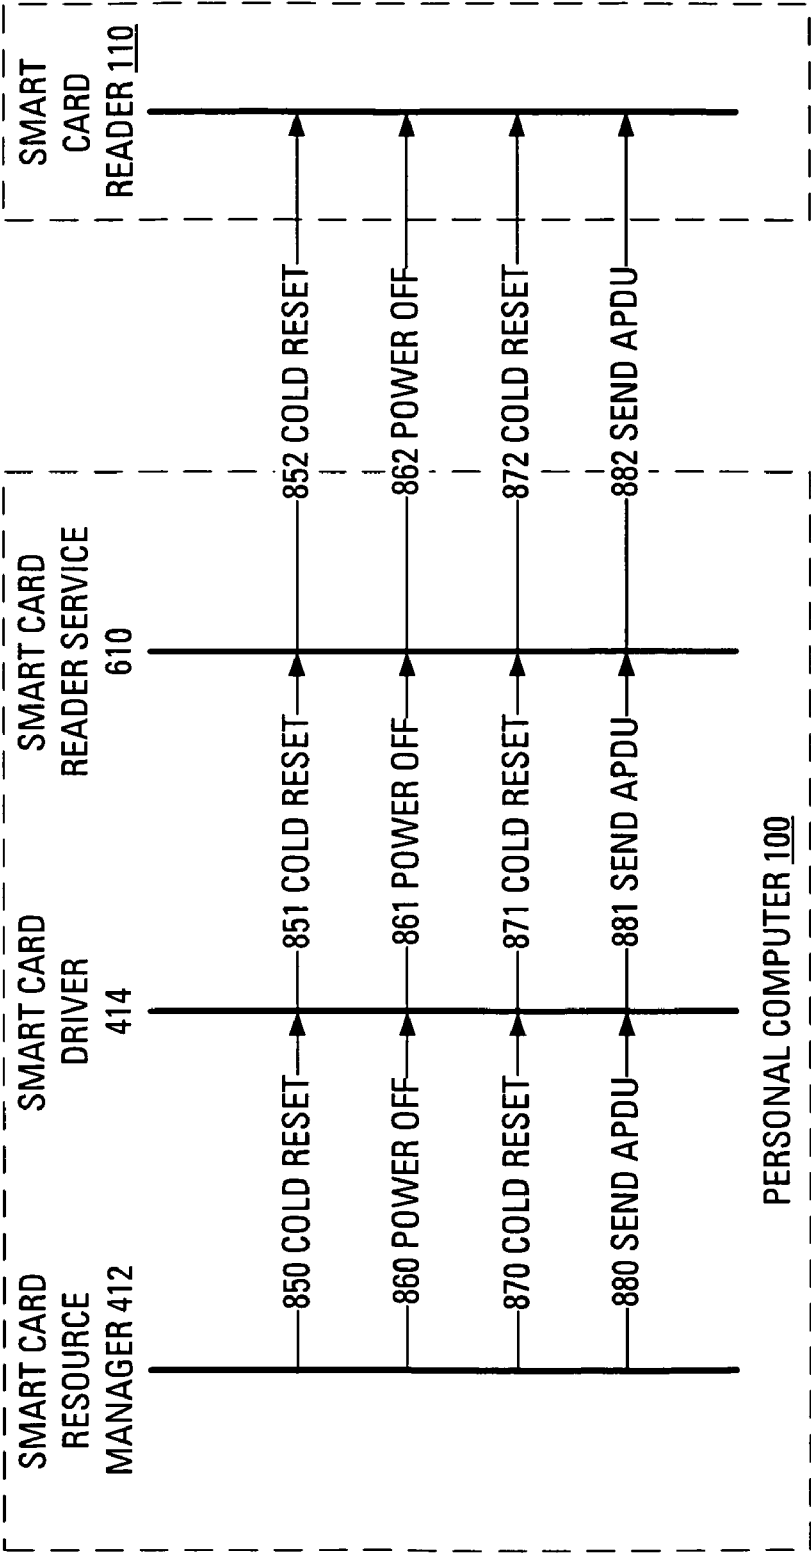 SMART CARD
RESOURCE
MANAGER 412
SMART CARD
DRIVER
414
SMART CARD
READER SERVICE
610
SMART
CARD
READER 110
850 COLD RESET
851 COLD RESET
852 COLD RESET
860 POWER OFF
861 POWER OFF
862 POWER OFF
870 COLD RESET
871 COLD RESET
872 COLD RESET
880 SEND APDU
881 SEND APDU
882 SEND APDU
PERSONAL COMPUTER 100